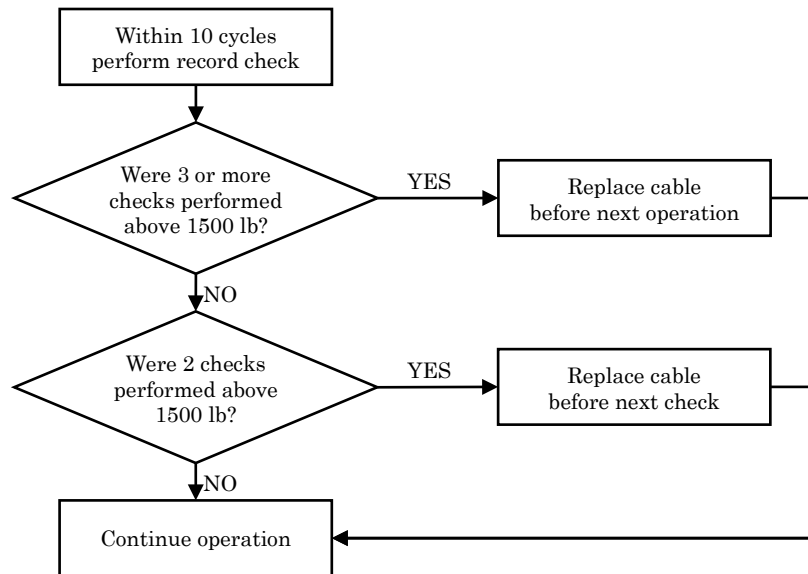 Within 10 cycles
perform record check
Were 3 or more
checks performed
above 1500 lb?
YES
Replace cable
before next operation
NO
Were 2 checks
performed above
1500 lb?
YES
Replace cable
before next check
NO
Continue operation